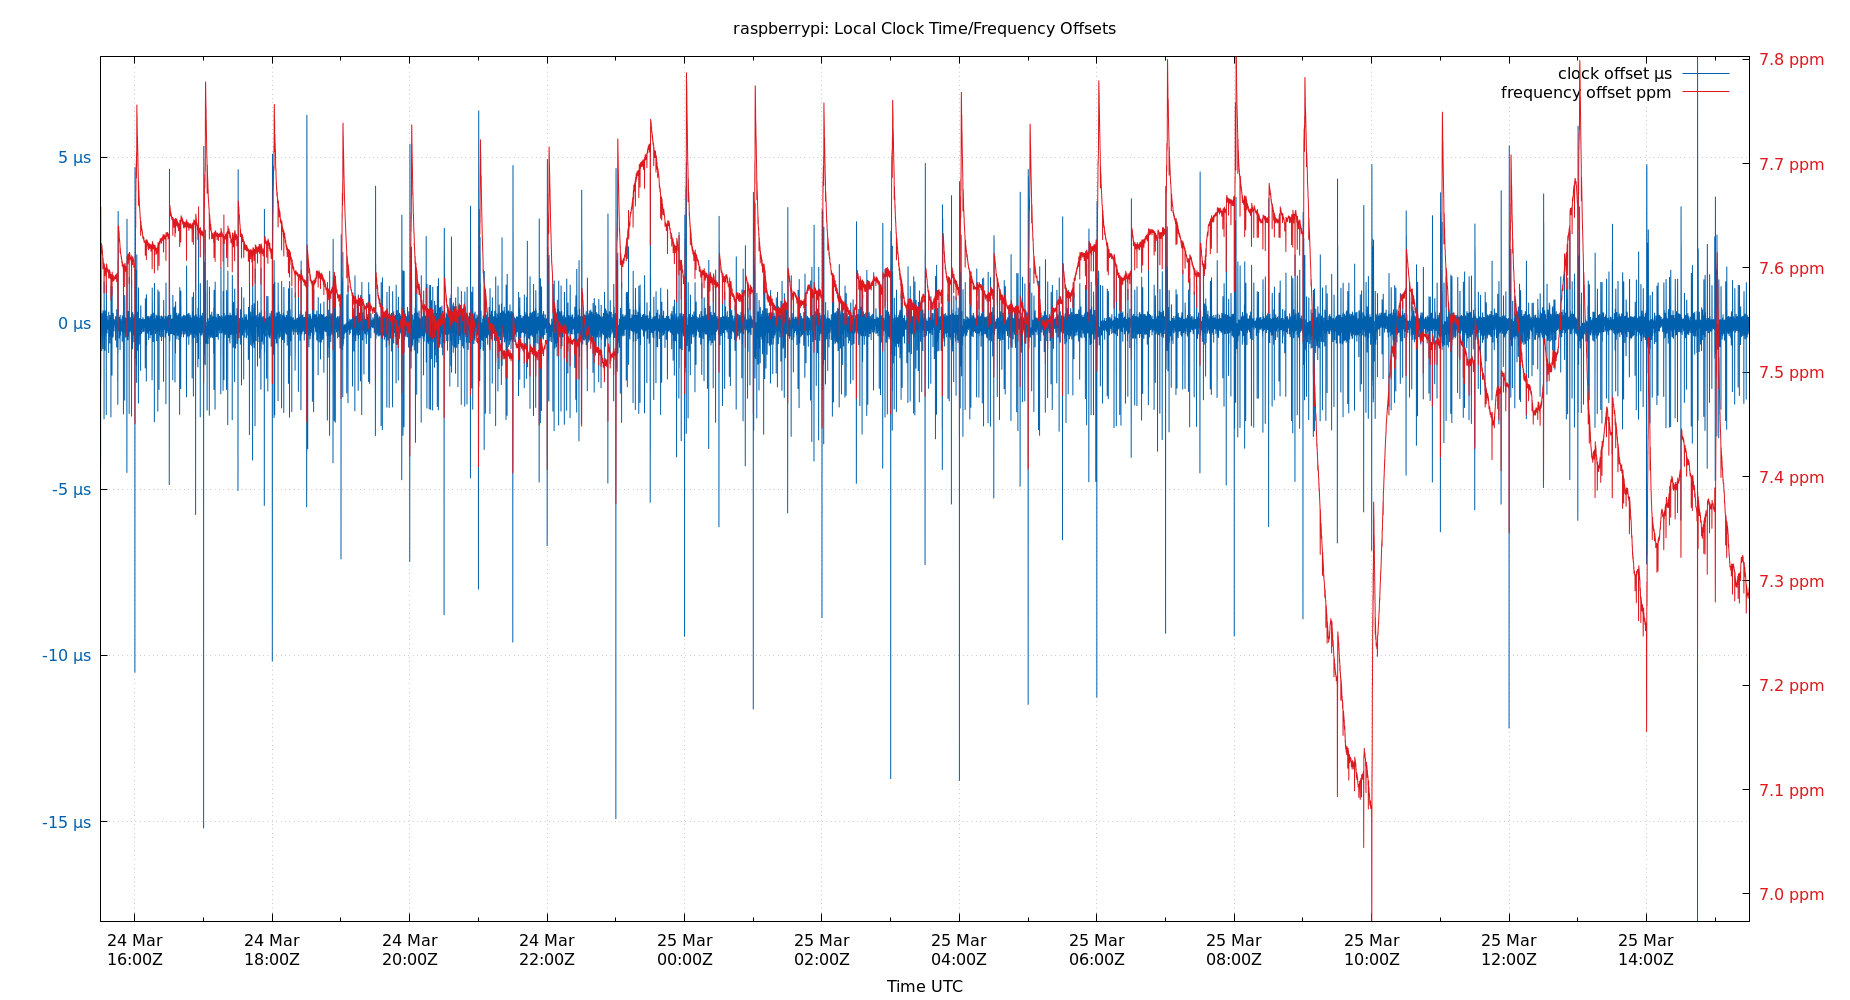 raspberrypi: Local Clock Time/Frequency Offsets
clock offset µs
frequency offset ppm
5 µs
0 µs
-5 µs
-10 µs
-15 µs
7.8 ppm
7.7 ppm
7.6 ppm
7.5 ppm
7.4 ppm
7.3 ppm
7.2 ppm
7.1 ppm
7.0 ppm
24 Mar 24 Mar 24 Mar 24 Mar 25 Mar 25 Mar 25 Mar 25 Mar 25 Mar 25 Mar 25 Mar 25 Mar
16:00Z 18:00Z 20:00Z 22:00Z 00:00Z 02:00Z 04:00Z 06:00Z 08:00Z 10:00Z 12:00Z 14:00Z
Time UTC